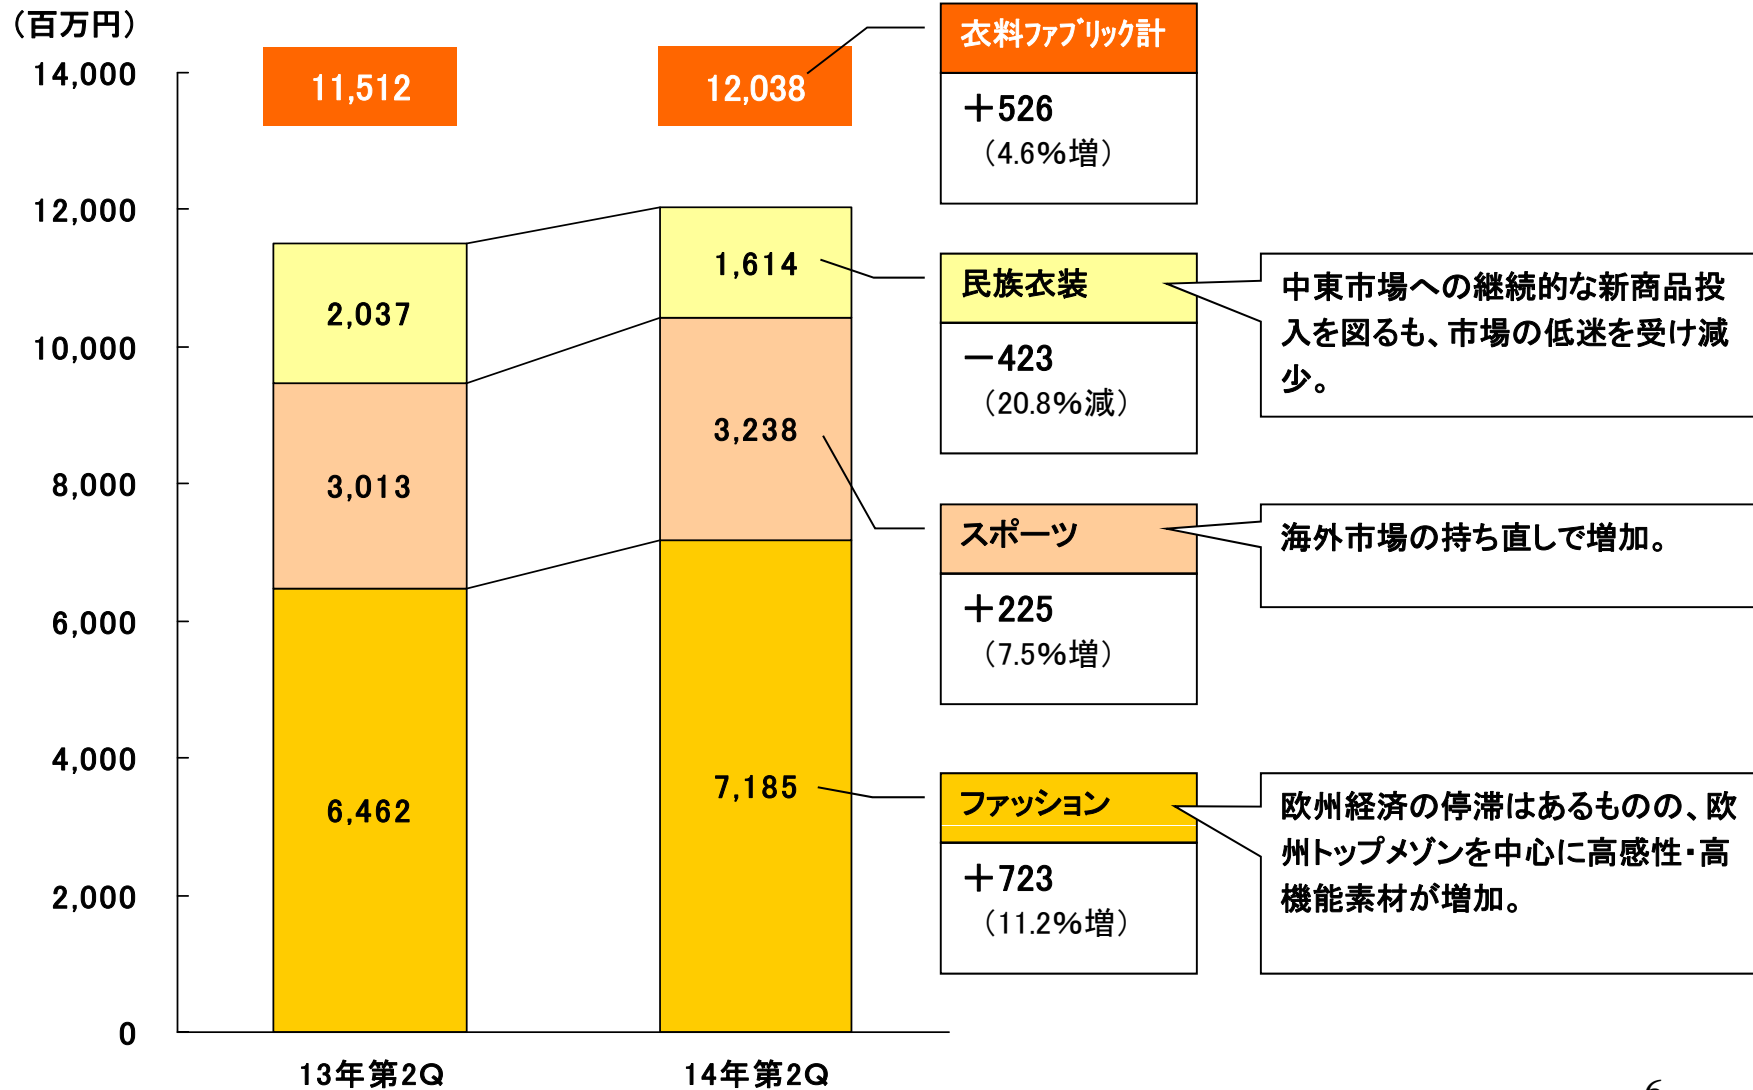 （百万円）
14,000
12,000
10,000
8,000
6,000
4,000
2,000
0
11,512
12,038
2,037
3,013
6,462
1,614
3,238
7,185
13年第2Q
14年第2Q
衣料ファブリック計
＋526
（4.6％増）
民族衣装
－423
（20.8％減）
中東市場への継続的な新商品投
入を図るも、市場の低迷を受け減
少。
スポーツ
＋225
（7.5％増）
海外市場の持ち直しで増加。
ファッション
＋723
（11.2％増）
欧州経済の停滞はあるものの、欧
州トップメゾンを中心に高感性・高
機能素材が増加。
6